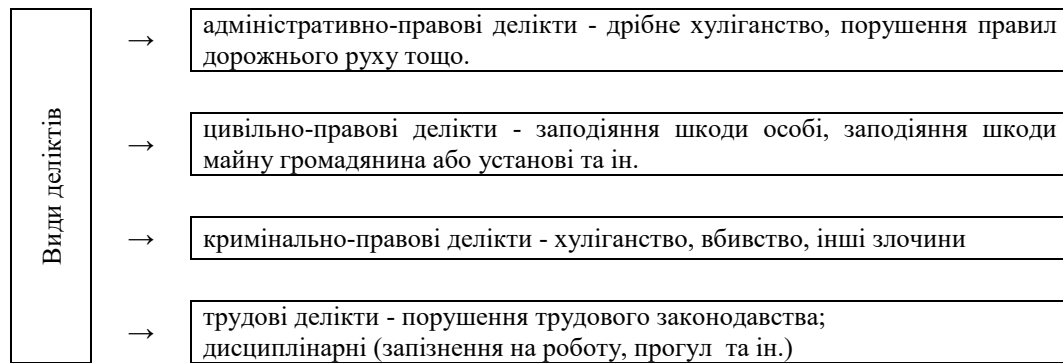 Види деліктів
→ адміністративно-правові делікти - дрібне хуліганство, порушення правил
дорожнього руху тощо.
→ цивільно-правові делікти - заподіяння шкоди особі, заподіяння шкоди
майну громадянина або установі та ін.
→ кримінально-правові делікти - хуліганство, вбивство, інші злочини
→ трудові делікти - порушення трудового законодавства;
дисциплінарні (запізнення на роботу, прогул та ін.)